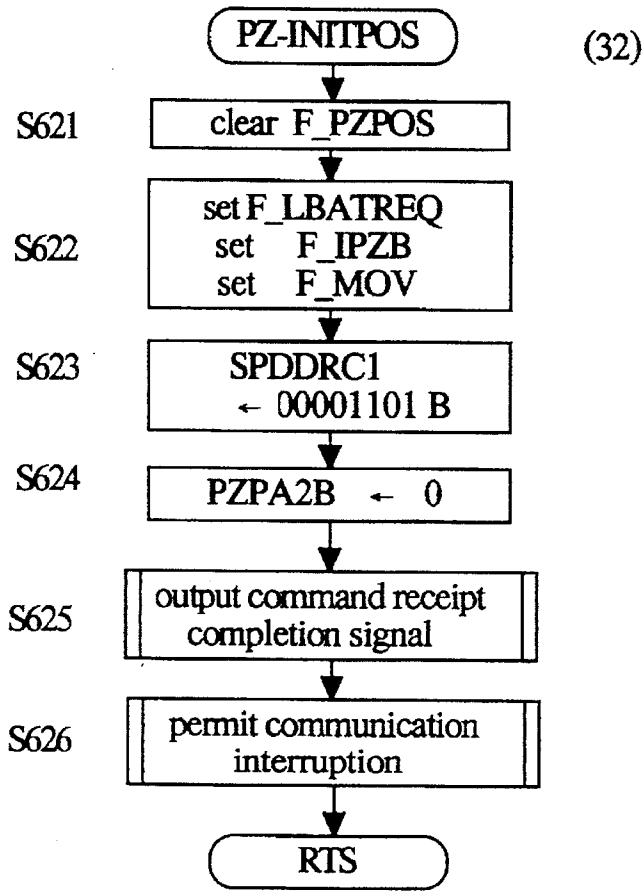 PZ-INITPOS
(32)
S621
clear F_PZPOS
S622
set F_LBATREQ
set F_IPZB
set F_MOV
S623
SPDDRC1
← 00001101 B
S624
PZPA2B ← 0
S625
output command receipt
completion signal
S626
permit communication
interruption
RTS